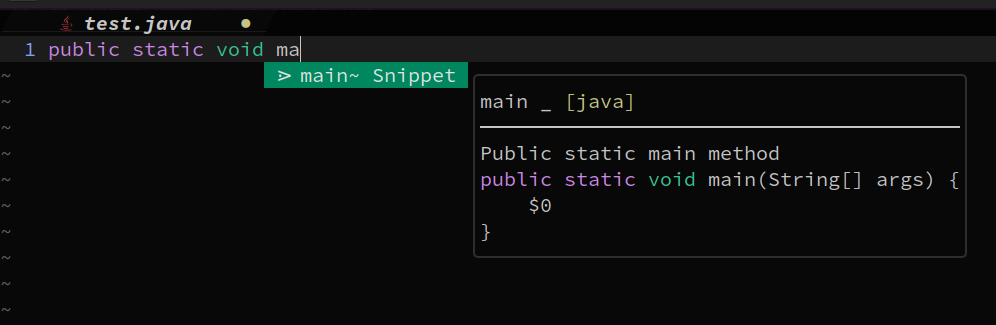 test.java ●
1 public static void ma
~ ⋗ main~ Snippet
~ main _ [java]
~
~ Public static main method
~ public static void main(String[] args) {
~ $0
~ }
~
~
~